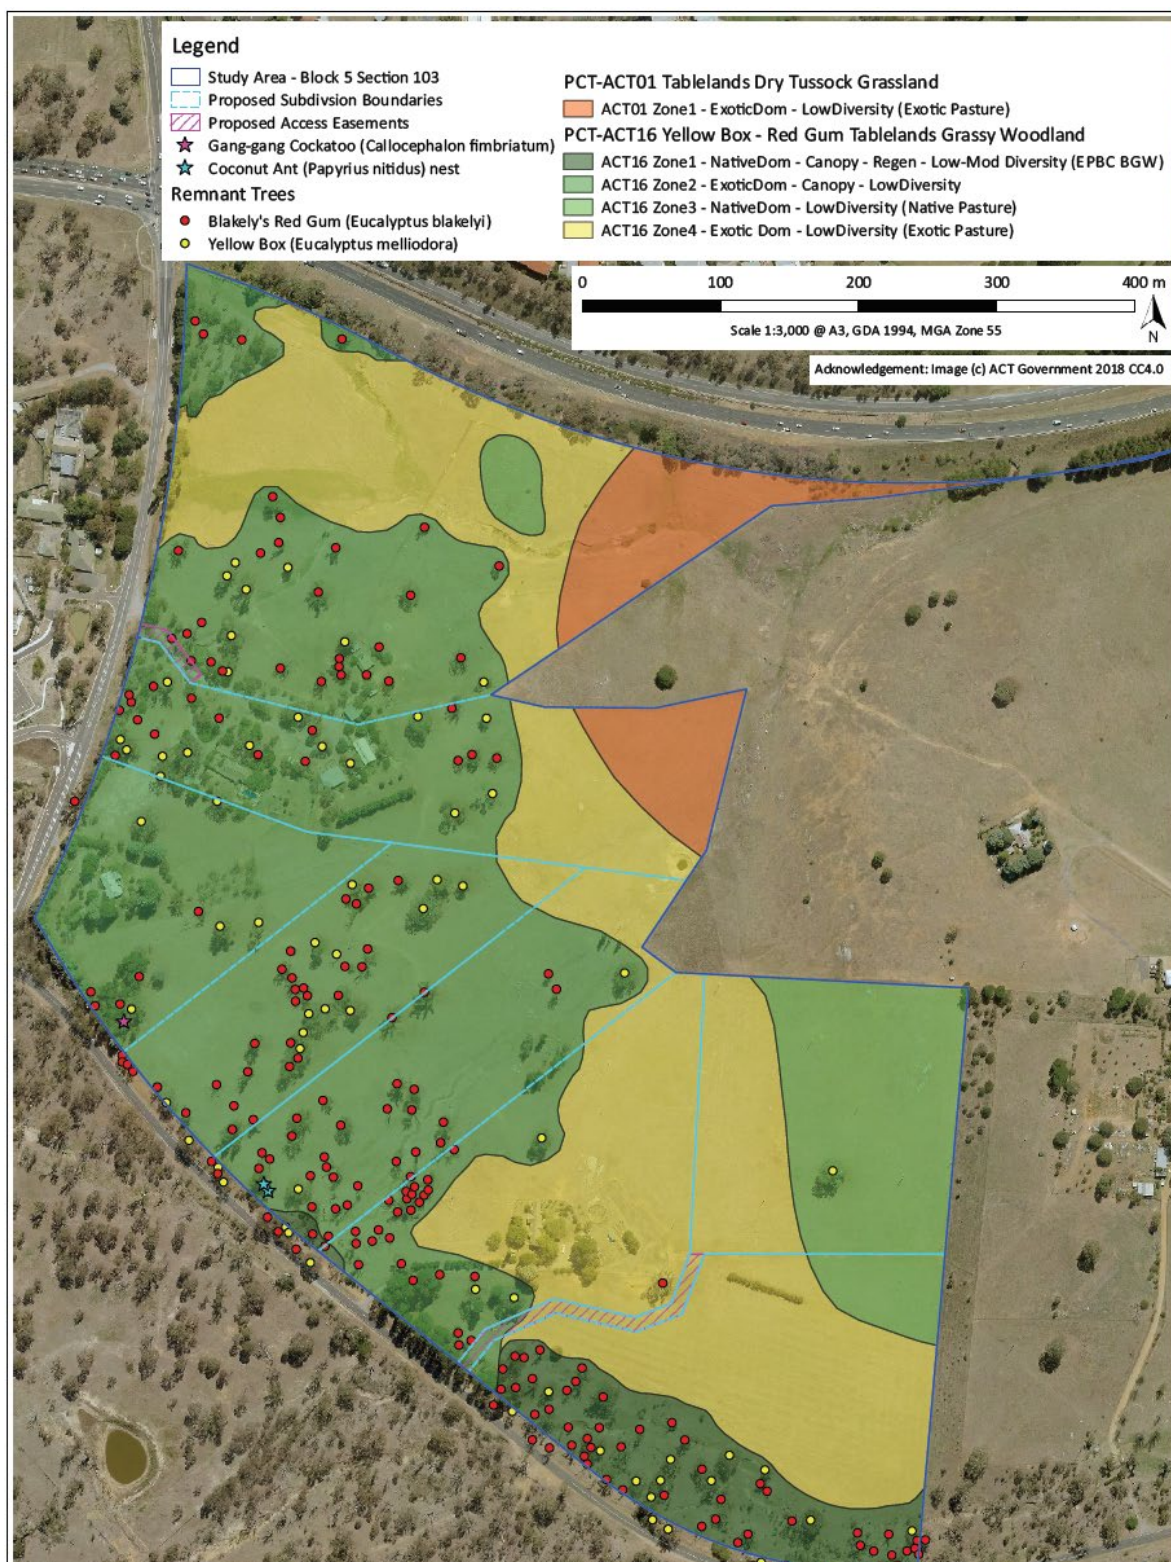 Legend
Study Area - Block 5 Section 103
Proposed Subdivsion Boundaries
Proposed Access Easements
Gang-gang Cockatoo (Callocephalon fimbriatum)
Coconut Ant (Papyrius nitidus) nest
Remnant Trees
Blakely's Red Gum (Eucalyptus blakelyi)
Yellow Box (Eucalyptus melliodora)
PCT-ACT01 Tablelands Dry Tussock Grassland
ACT01 Zone1 - ExoticDom - LowDiversity (Exotic Pasture)
PCT-ACT16 Yellow Box - Red Gum Tablelands Grassy Woodland
ACT16 Zone1 - NativeDom - Canopy - Regen - Low-Mod Diversity (EPBC BGW)
ACT16 Zone2 - ExoticDom - Canopy - LowDiversity
ACT16 Zone3 - NativeDom - LowDiversity (Native Pasture)
ACT16 Zone4 - Exotic Dom - LowDiversity (Exotic Pasture)
0 100 200 300 400 m
Scale 1:3,000 @ A3, GDA 1994, MGA Zone 55
N
Acknowledgement: Image (c) ACT Government 2018 CC4.0